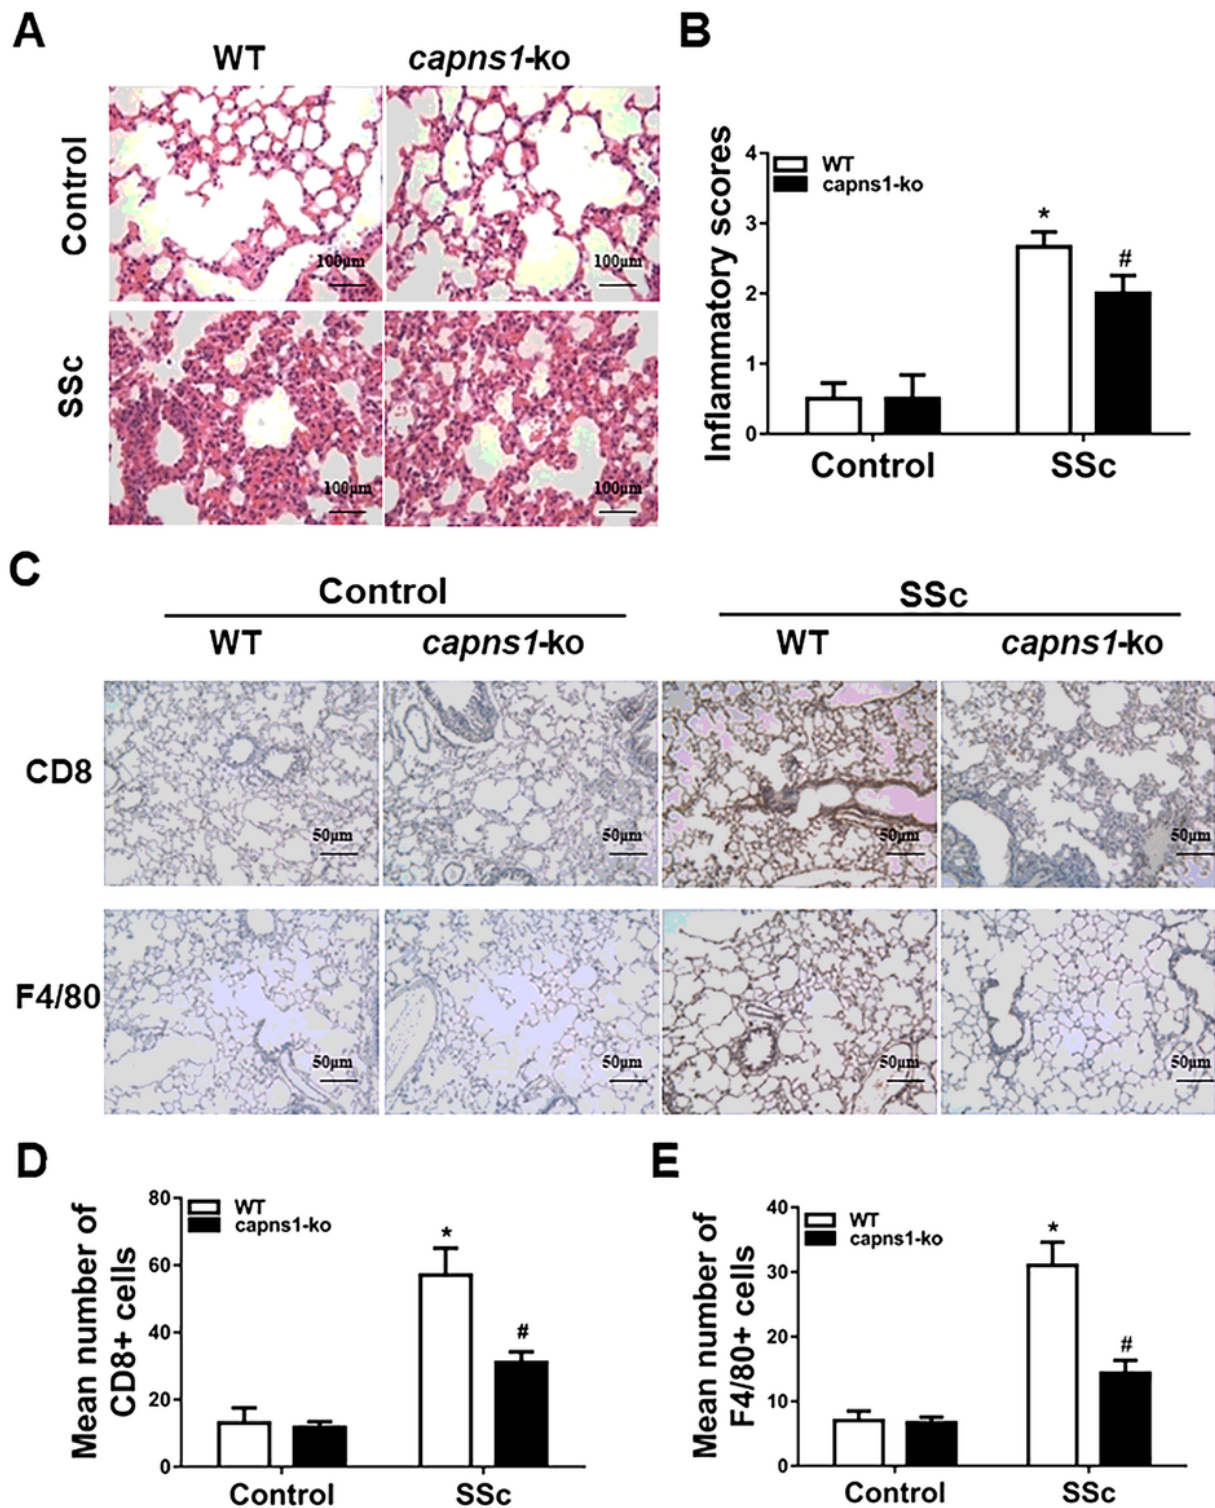 A
WT capns1-ko
Control
100µm 100µm
SSc
100µm 100µm
B
Inflammatory scores
4
3
2
1
0
WT
capns1-ko
*
#
Control SSc
C
Control SSc
WT capns1-ko WT capns1-ko
CD8
50µm 50µm 50µm 50µm
F4/80
50µm 50µm 50µm 50µm
D
Mean number of
CD8+ cells
80
60
40
20
0
WT
capns1-ko
*
#
Control SSc
E
Mean number of
F4/80+ cells
40
30
20
10
0
WT
capns1-ko
*
#
Control SSc